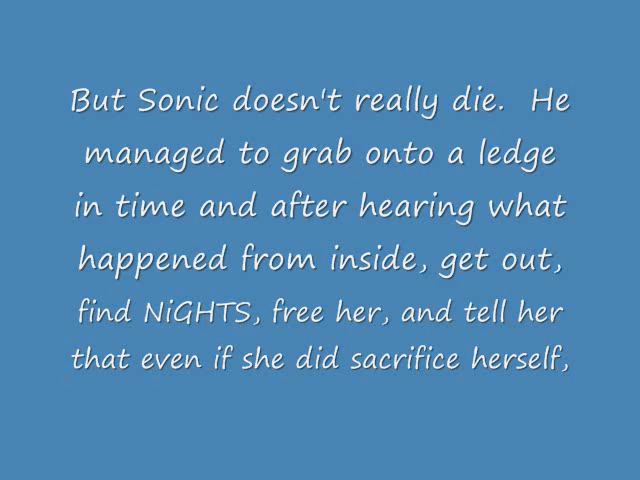 But Sonic doesn't really die.  He
managed to grab onto a ledge
in time and after hearing what
happened from inside, get out,
find NiGHTS, free her, and tell her
that even if she did sacrifice herself,